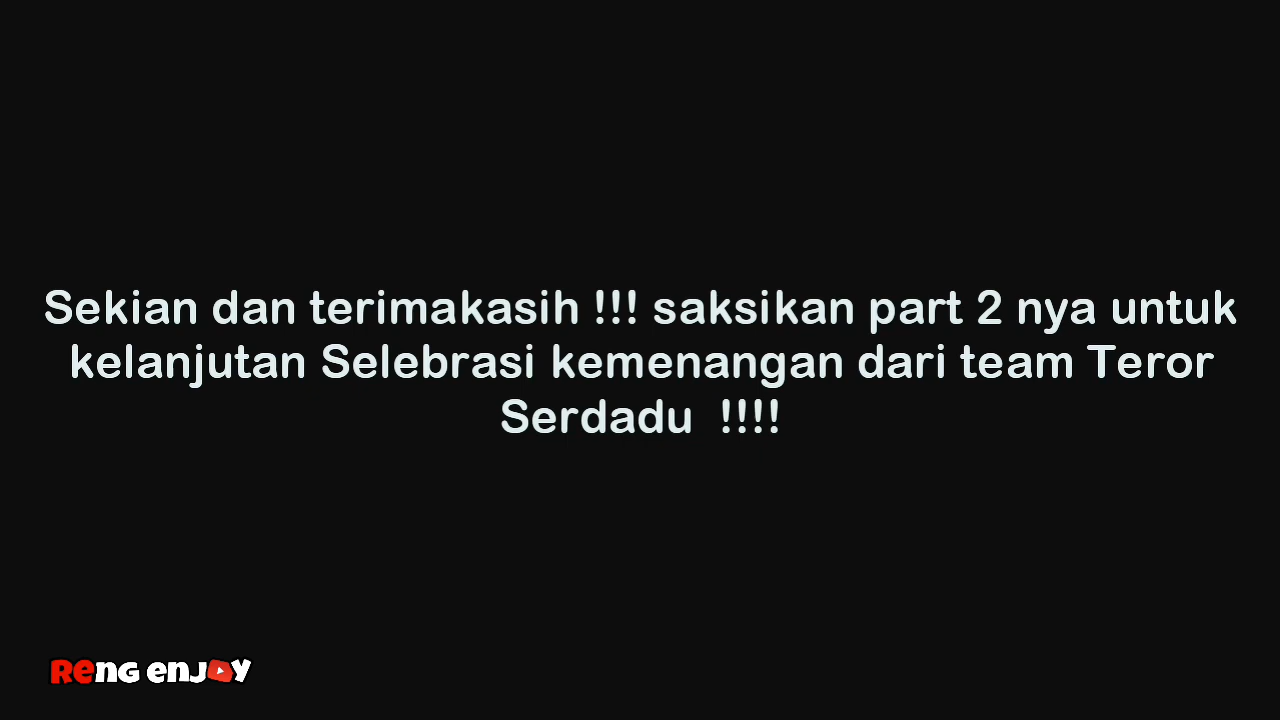 Sekian dan terimakasih !!! saksikan part 2 nya untuk
kelanjutan Selebrasi kemenangan dari team Teror
Serdadu !!!!
Reng enjoy